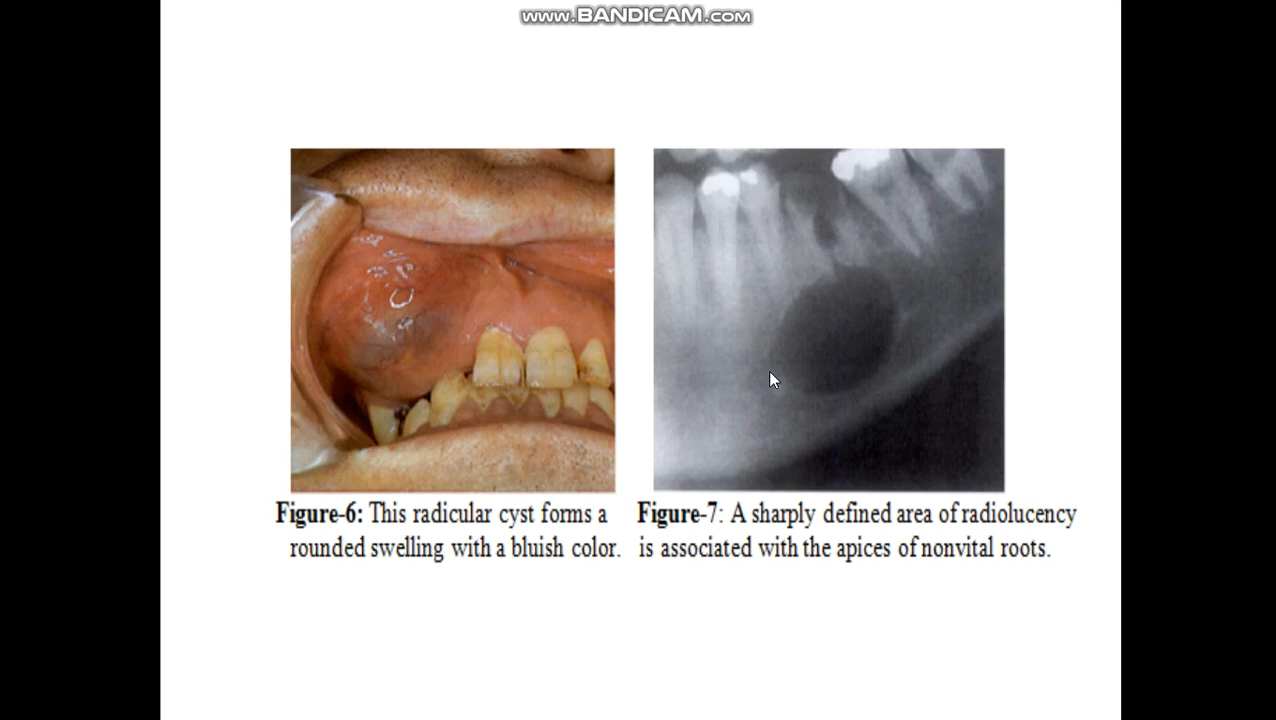 www.BANDICAM.com
Figure-6: This radicular cyst forms a
rounded swelling with a bluish color.
Figure-7: A sharply defined area of radiolucency
is associated with the apices of nonvital roots.